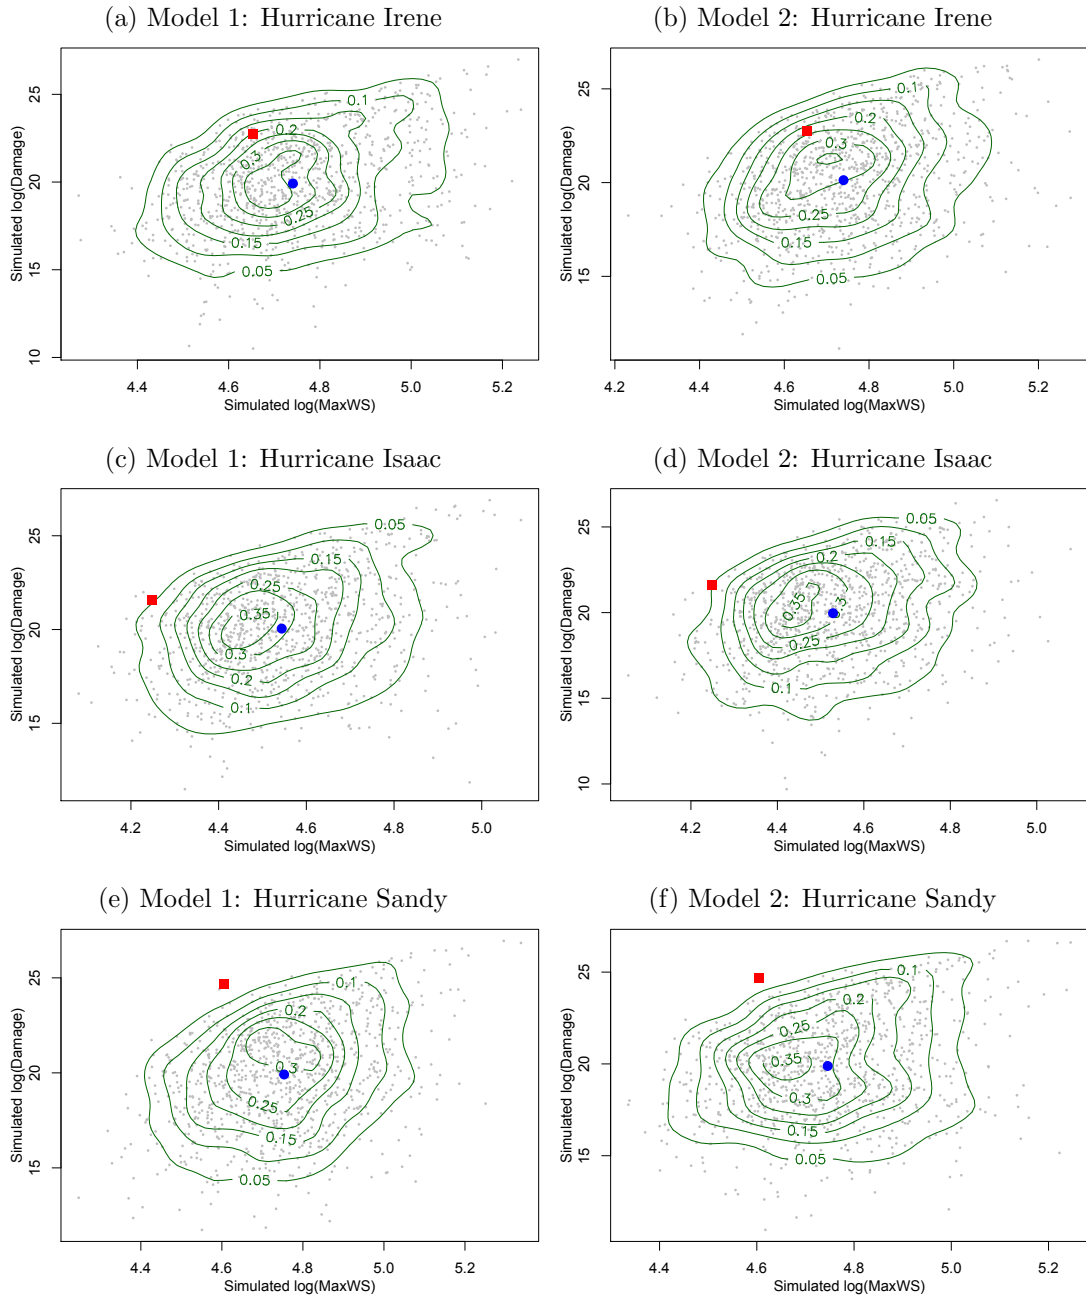 (a) Model 1: Hurricane Irene
(b) Model 2: Hurricane Irene
Simulated log(Damage)
25
20
15
10
0.1
0.2
0.3
0.25
0.15
0.05
4.4 4.6 4.8 5.0 5.2
Simulated log(MaxWS)
Simulated log(Damage)
25
20
15
0.1
0.2
0.3
0.25
0.15
0.05
4.2 4.4 4.6 4.8 5.0 5.2
Simulated log(MaxWS)
(c) Model 1: Hurricane Isaac
(d) Model 2: Hurricane Isaac
Simulated log(Damage)
25
20
15
0.05
0.15
0.25
0.35
0.3
0.2
0.1
4.2 4.4 4.6 4.8 5.0
Simulated log(MaxWS)
Simulated log(Damage)
25
20
15
10
0.05
0.15
0.2
0.35
0.25
0.1
4.2 4.4 4.6 4.8 5.0
Simulated log(MaxWS)
(e) Model 1: Hurricane Sandy
(f) Model 2: Hurricane Sandy
Simulated log(Damage)
25
20
15
0.1
0.2
0.3
0.25
0.15
0.05
4.4 4.6 4.8 5.0 5.2
Simulated log(MaxWS)
Simulated log(Damage)
25
20
15
0.1
0.2
0.25
0.35
0.3
0.15
0.05
4.4 4.6 4.8 5.0 5.2
Simulated log(MaxWS)